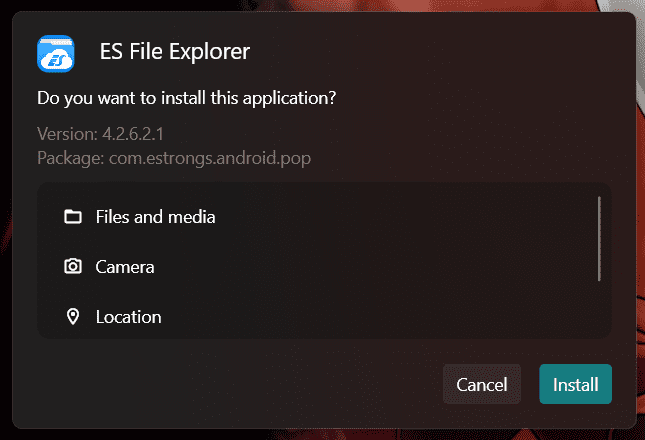 ES
ES File Explorer
Do you want to install this application?
Version: 4.2.6.2.1
Package: com.estrongs.android.pop
Files and media
Camera
Location
Cancel
Install